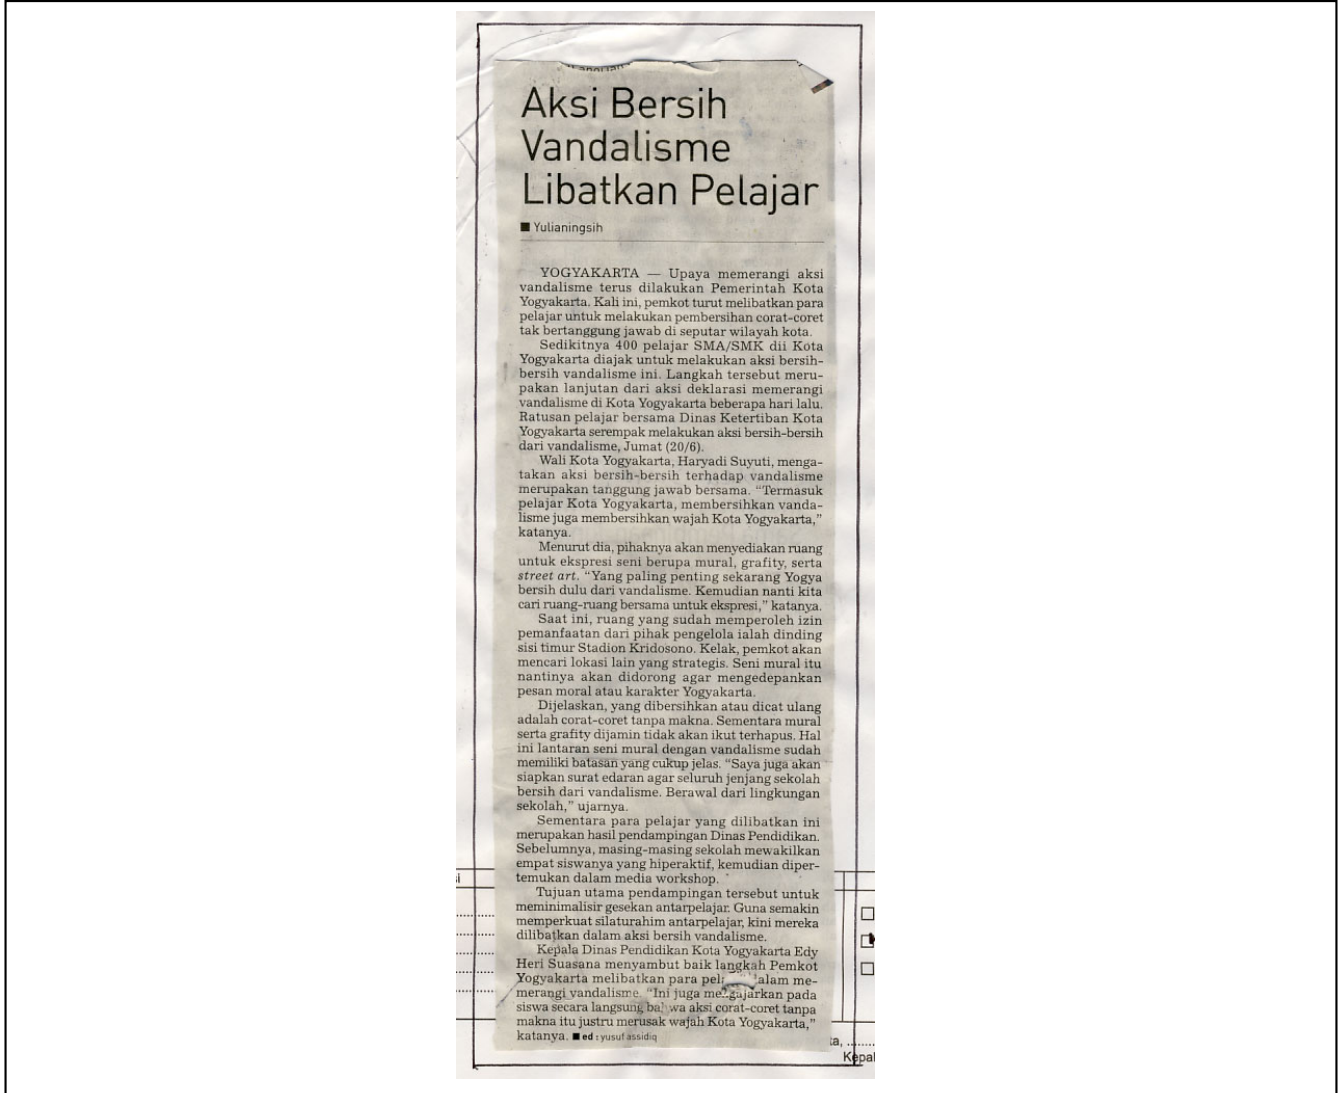 Aksi Bersih
Vandalisme
Libatkan Pelajar
■ Yulianingsih
YOGYAKARTA — Upaya memerangi aksi
vandalisme terus dilakukan Pemerintah Kota
Yogyakarta. Kali ini, pemkot turut melibatkan para
pelajar untuk melakukan pembersihan corat-coret
tak bertanggung jawab di seputar wilayah kota.
Sedikitnya 400 pelajar SMA/SMK dii Kota
Yogyakarta diajak untuk melakukan aksi bersih-
bersih vandalisme ini. Langkah tersebut meru-
pakan lanjutan dari aksi deklarasi memerangi
vandalisme di Kota Yogyakarta beberapa hari lalu.
Ratusan pelajar bersama Dinas Ketertiban Kota
Yogyakarta serempak melakukan aksi bersih-bersih
dari vandalisme, Jumat (20/6).
Wali Kota Yogyakarta, Haryadi Suyuti, menga-
takan aksi bersih-bersih terhadap vandalisme
merupakan tanggung jawab bersama. “Termasuk
pelajar Kota Yogyakarta, membersihkan vanda-
lisme juga membersihkan wajah Kota Yogyakarta,”
katanya.
Menurut dia, pihaknya akan menyediakan ruang
untuk ekspresi seni berupa mural, grafity, serta
street art. “Yang paling penting sekarang Yogya
bersih dulu dari vandalisme. Kemudian nanti kita
cari ruang-ruang bersama untuk ekspresi,” katanya.
Saat ini, ruang yang sudah memperoleh izin
pemanfaatan dari pihak pengelola ialah dinding
sisi timur Stadion Kridosono. Kelak, pemkot akan
mencari lokasi lain yang strategis. Seni mural itu
nantinya akan didorong agar mengedepankan
pesan moral atau karakter Yogyakarta.
Dijelaskan, yang dibersihkan atau dicat ulang
adalah corat-coret tanpa makna. Sementara mural
serta grafity dijamin tidak akan ikut terhapus. Hal
ini lantaran seni mural dengan vandalisme sudah
memiliki batasan yang cukup jelas. “Saya juga akan
siapkan surat edaran agar seluruh jenjang sekolah
bersih dari vandalisme. Berawal dari lingkungan
sekolah,” ujarnya.
Sementara para pelajar yang dilibatkan ini
merupakan hasil pendampingan Dinas Pendidikan.
Sebelumnya, masing-masing sekolah mewakilkan
empat siswanya yang hiperaktif, kemudian diper-
temukan dalam media workshop.
Tujuan utama pendampingan tersebut untuk
meminimalisir gesekan antarpelajar. Guna semakin
memperkuat silaturahim antarpelajar, kini mereka
dilibatkan dalam aksi bersih vandalisme.
Kepala Dinas Pendidikan Kota Yogyakarta Edy
Heri Suasana menyambut baik langkah Pemkot
Yogyakarta melibatkan para me-
merangi vandalisme. “Ini juga mengajarkan pada
siswa secara langsung bahwa aksi corat-coret tanpa
makna itu justru merusak wajah Kota Yogyakarta,”
katanya. ■ ed : yusuf assidiq